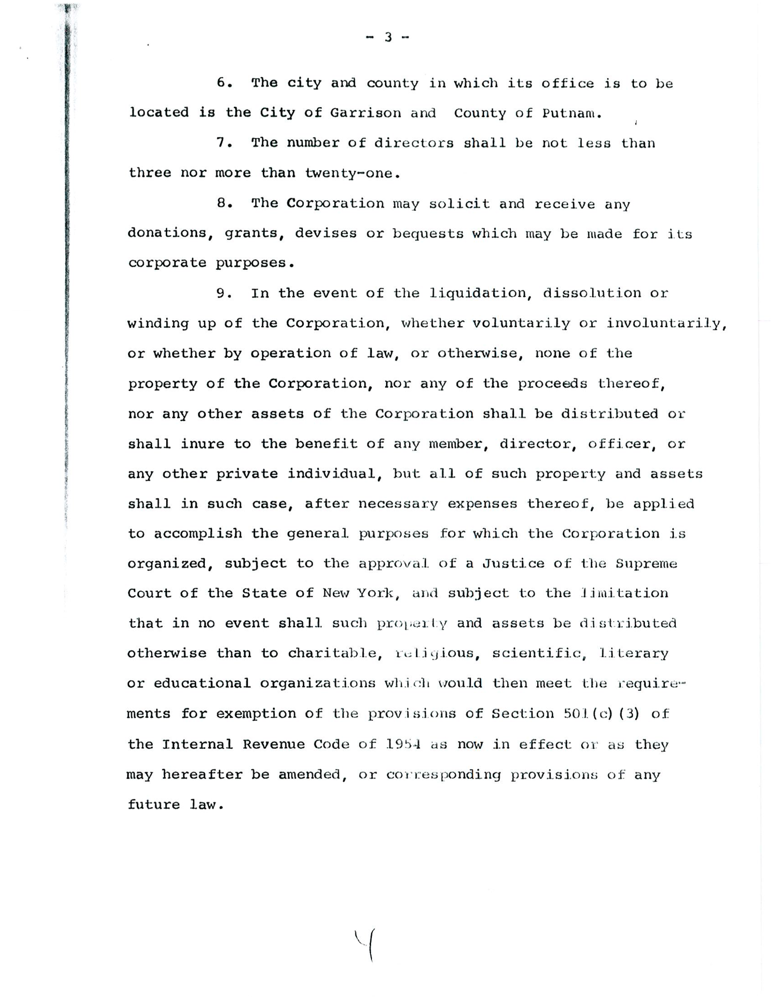 - 3 -
6. The city and county in which its office is to be
located is the City of Garrison and County of Putnam.
7. The number of directors shall be not less than
three nor more than twenty-one.
8. The Corporation may solicit and receive any
donations, grants, devises or bequests which may be made for its
corporate purposes.
9. In the event of the liquidation, dissolution or
winding up of the Corporation, whether voluntarily or involuntarily,
or whether by operation of law, or otherwise, none of the
property of the Corporation, nor any of the proceeds thereof,
nor any other assets of the Corporation shall be distributed or
shall inure to the benefit of any member, director, officer, or
any other private individual, but all of such property and assets
shall in such case, after necessary expenses thereof, be applied
to accomplish the general purposes for which the Corporation is
organized, subject to the approval of a Justice of the Supreme
Court of the State of New York, and subject to the limitation
that in no event shall such property and assets be distributed
otherwise than to charitable, religious, scientific, literary
or educational organizations which would then meet the require-
ments for exemption of the provisions of Section 501(c)(3) of
the Internal Revenue Code of 1954 as now in effect or as they
may hereafter be amended, or corresponding provisions of any
future law.
4